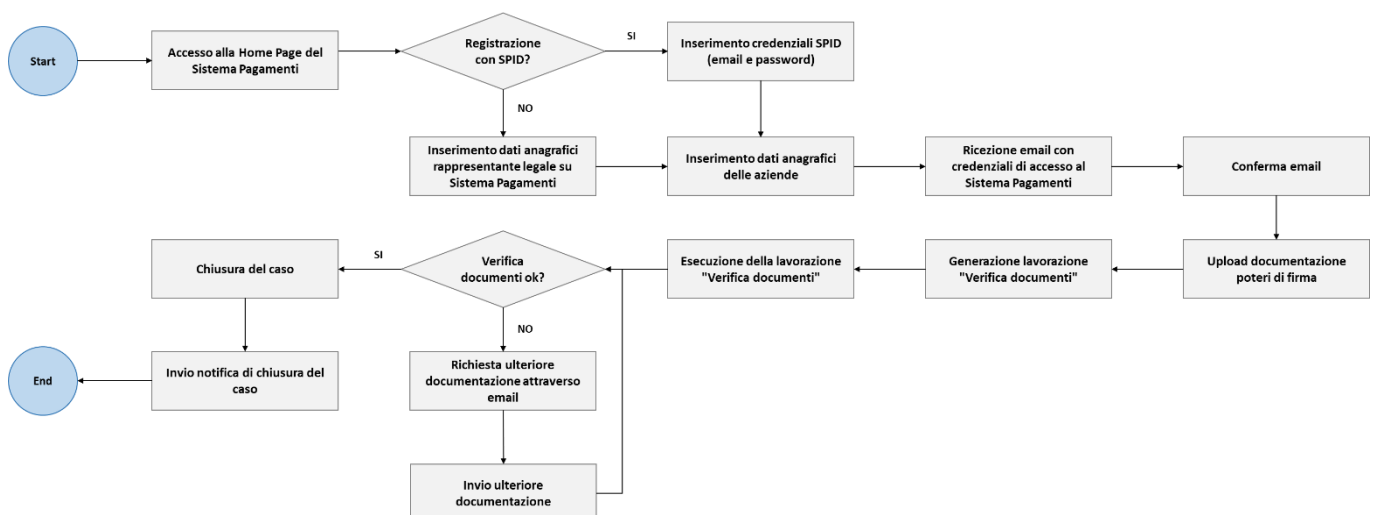 Start
Accesso alla Home Page del
Sistema Pagamenti
Registrazione
con SPID?
SI
Inserimento credenziali SPID
(email e password)
NO
Inserimento dati anagrafici
rappresentante legale su
Sistema Pagamenti
Inserimento dati anagrafici
delle aziende
Ricezione email con
credenziali di accesso al
Sistema Pagamenti
Conferma email
Upload documentazione
poteri di firma
Generazione lavorazione
"Verifica documenti"
Esecuzione della lavorazione
"Verifica documenti"
Verifica
documenti ok?
SI
Chiusura del caso
NO
Richiesta ulteriore
documentazione attraverso
email
Invio ulteriore
documentazione
Invio notifica di chiusura del
caso
End